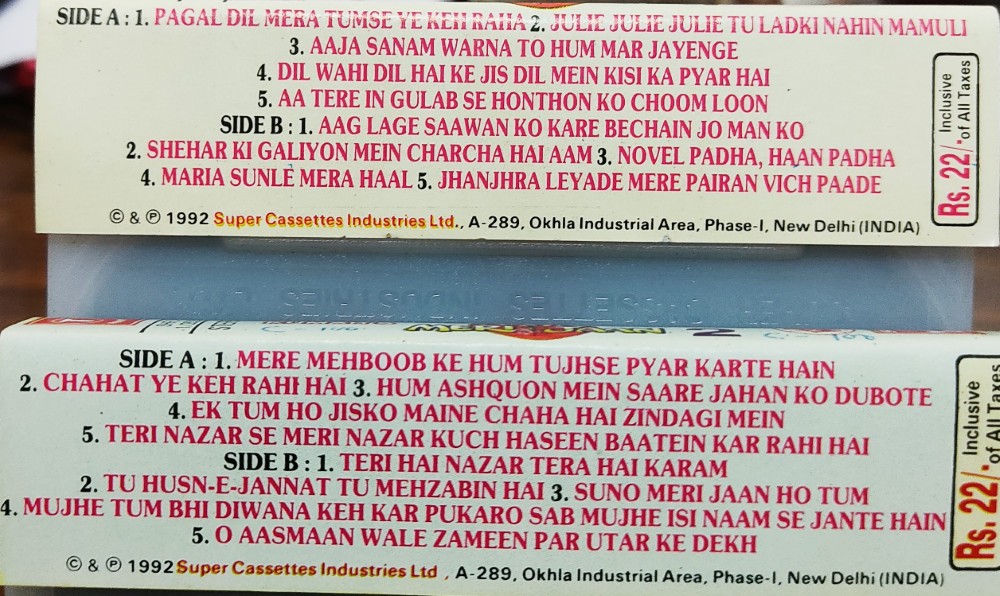 SIDE A : 1. PAGAL DIL MERA TUMSE YE KEH RAHA 2. JULIE JULIE JULIE TU LADKI NAHIN MAMULI
3. AAJA SANAM WARNA TO HUM MAR JAYENGE
4. DIL WAHI DIL HAI KE JIS DIL MEIN KISI KA PYAR HAI
5. AA TERE IN GULAB SE HONTHON KO CHOOM LOON
SIDE B : 1. AAG LAGE SAAWAN KO KARE BECHAIN JO MAN KO
2. SHEHAR KI GALIYON MEIN CHARCHA HAI AAM 3. NOVEL PADHA, HAAN PADHA
4. MARIA SUNLE MERA HAAL 5. JHANJHRA LEYADE MERE PAIRAN VICH PAADE
© & ℗ 1992 Super Cassettes Industries Ltd., A-289, Okhla Industrial Area, Phase-I, New Delhi (INDIA)
Rs. 22/- Inclusive
of All Taxes
SIDE A : 1. MERE MEHBOOB KE HUM TUJHSE PYAR KARTE HAIN
2. CHAHAT YE KEH RAHI HAI 3. HUM ASHQUON MEIN SAARE JAHAN KO DUBOTE
4. EK TUM HO JISKO MAINE CHAHA HAI ZINDAGI MEIN
5. TERI NAZAR SE MERI NAZAR KUCH HASEEN BAATEIN KAR RAHI HAI
SIDE B : 1. TERI HAI NAZAR TERA HAI KARAM
2. TU HUSN-E-JANNAT TU MEHZABIN HAI 3. SUNO MERI JAAN HO TUM
4. MUJHE TUM BHI DIWANA KEH KAR PUKARO SAB MUJHE ISI NAAM SE JANTE HAIN
5. O AASMAAN WALE ZAMEEN PAR UTAR KE DEKH
© & ℗ 1992 Super Cassettes Industries Ltd , A-289, Okhla Industrial Area, Phase-I, New Delhi (INDIA)
Rs. 22/- Inclusive
of All Taxes